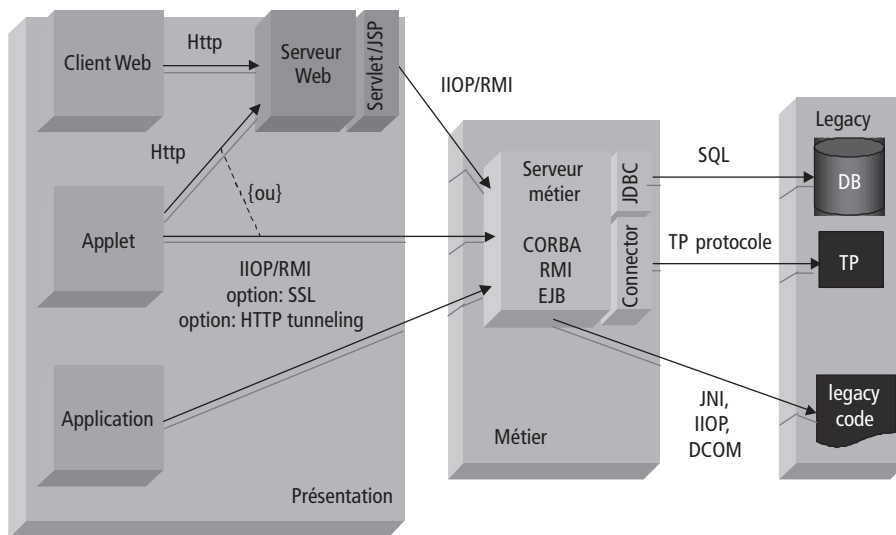 Client Web
Http
Serveur
Web
Servlet/JSP
IIOP/RMI
Http
{ou}
Applet
IIOP/RMI
option: SSL
option: HTTP tunneling
Application
Présentation
Serveur
métier
CORBA
RMI
EJB
JDBC
Connector
Métier
SQL
TP protocole
JNI,
IIOP,
DCOM
Legacy
DB
TP
legacy
code